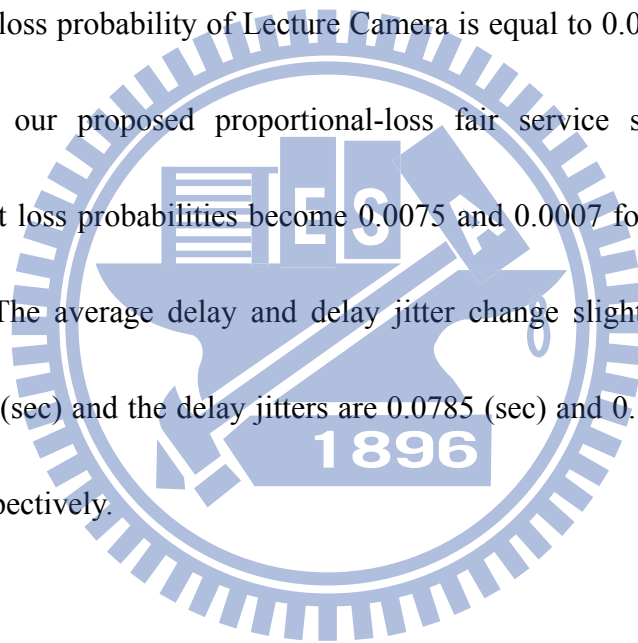 loss probability of Lecture Camera is equal to 0.0
our proposed proportional-loss fair service s
t loss probabilities become 0.0075 and 0.0007 fo
The average delay and delay jitter change slight
(sec) and the delay jitters are 0.0785 (sec) and 0.
pectively.
E S A
1896